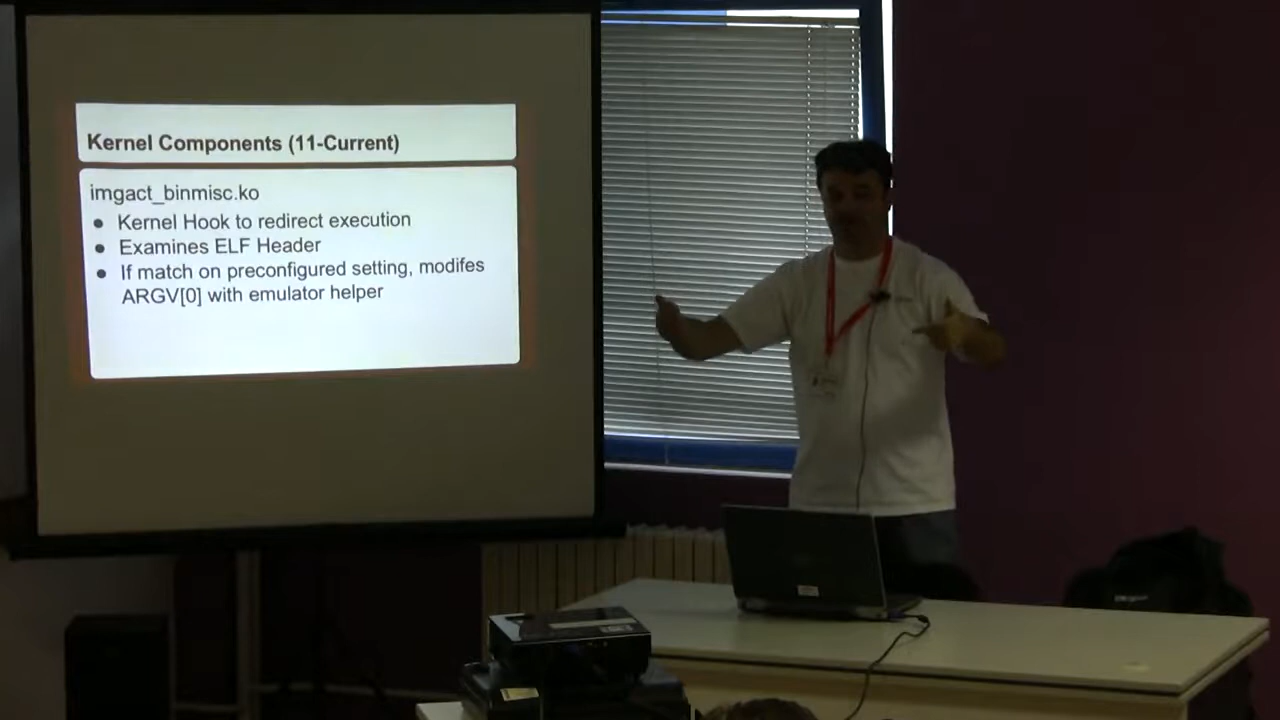 Kernel Components (11-Current)
imgact_binmisc.ko
● Kernel Hook to redirect execution
● Examines ELF Header
● If match on preconfigured setting, modifes
ARGV[0] with emulator helper